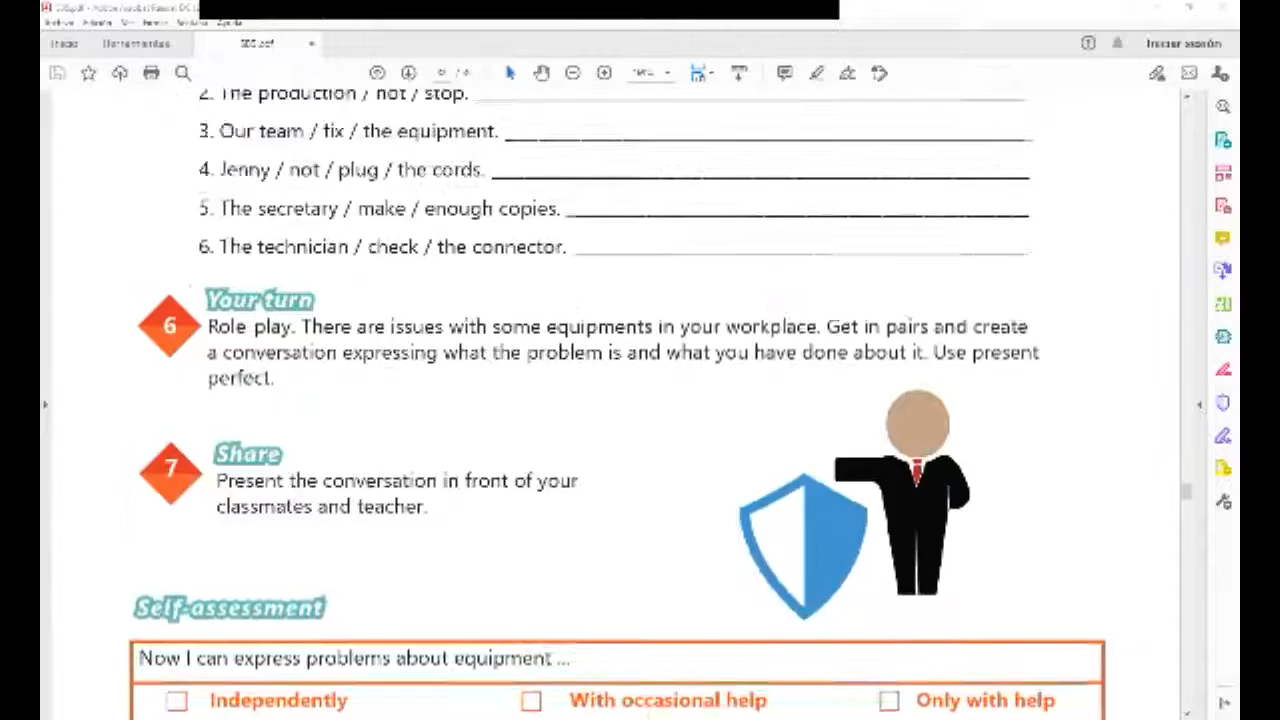 Inicio Herramientas Iniciar sesión
2. The production / not / stop.
3. Our team / fix / the equipment.
4. Jenny / not / plug / the cords.
5. The secretary / make / enough copies.
6. The technician / check / the connector.
Your turn
6 Role play. There are issues with some equipments in your workplace. Get in pairs and create
a conversation expressing what the problem is and what you have done about it. Use present
perfect.
Share
7 Present the conversation in front of your
classmates and teacher.
Self-assessment
Now I can express problems about equipment ...
Independently With occasional help Only with help